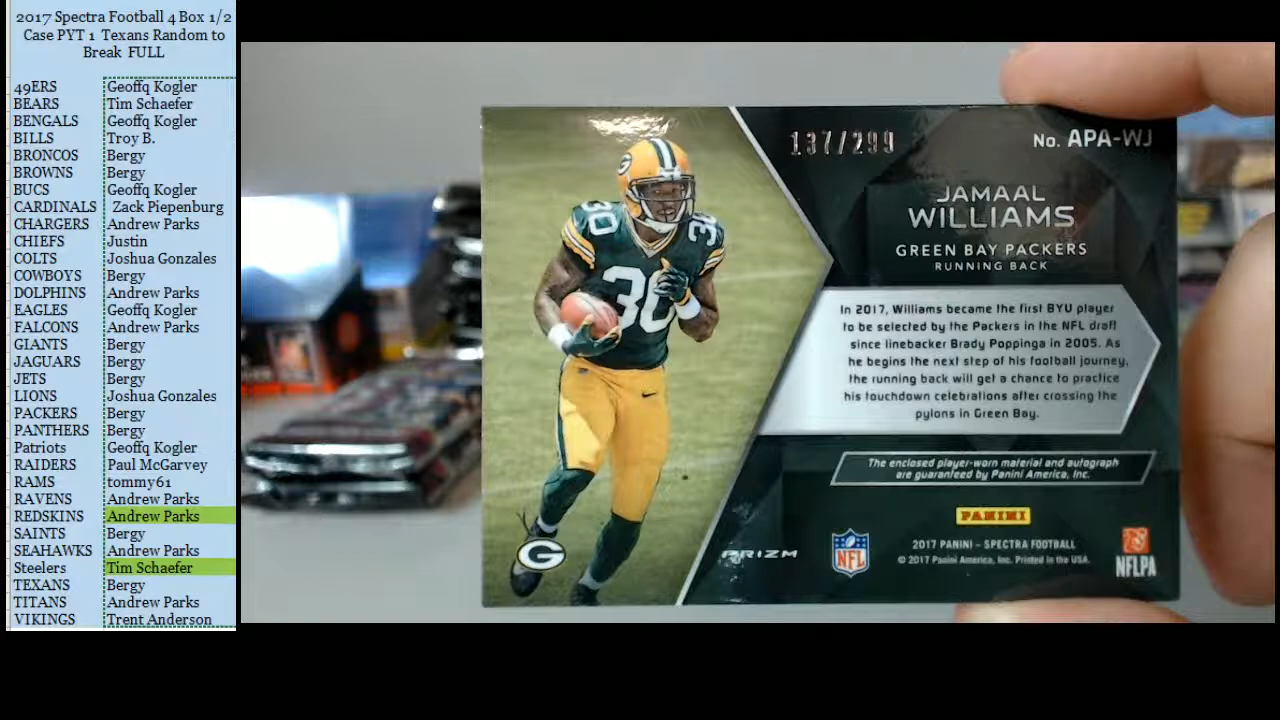 2017 Spectra Football 4 Box 1/2
Case PYT 1 Texans Random to
Break FULL
49ERS Geoffq Kogler
BEARS Tim Schaefer
BENGALS Geoffq Kogler
BILLS Troy B.
BRONCOS Bergy
BROWNS Bergy
BUCS Geoffq Kogler
CARDINALS Zack Piepenburg
CHARGERS Andrew Parks
CHIEFS Justin
COLTS Joshua Gonzales
COWBOYS Bergy
DOLPHINS Andrew Parks
EAGLES Geoffq Kogler
FALCONS Andrew Parks
GIANTS Bergy
JAGUARS Bergy
JETS Bergy
LIONS Joshua Gonzales
PACKERS Bergy
PANTHERS Bergy
Patriots Geoffq Kogler
RAIDERS Paul McGarvey
RAMS tommy61
RAVENS Andrew Parks
REDSKINS Andrew Parks
SAINTS Bergy
SEAHAWKS Andrew Parks
Steelers Tim Schaefer
TEXANS Bergy
TITANS Andrew Parks
VIKINGS Trent Anderson
137/299
No. APA-WJ
JAMAAL
WILLIAMS
GREEN BAY PACKERS
RUNNING BACK
In 2017, Williams became the first BYU player
to be selected by the Packers in the NFL draft
since linebacker Brady Poppinga in 2005. As
he begins the next step of his football journey,
the running back will get a chance to practice
his touchdown celebrations after crossing the
pylons in Green Bay.
The enclosed player-worn material and autograph
are guaranteed by Panini America, Inc.
PANINI
PRIZM
NFL
2017 PANINI - SPECTRA FOOTBALL
© 2017 Panini America, Inc. Printed in the USA.
NFLPA
30
30
30
G
G